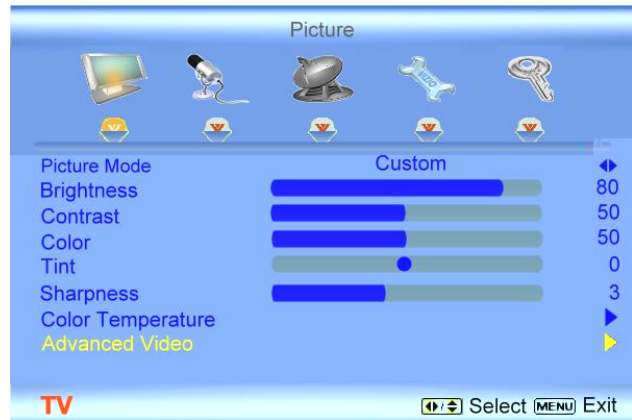 Picture
VIZIO
Picture Mode Custom
Brightness 80
Contrast 50
Color 50
Tint 0
Sharpness 3
Color Temperature
Advanced Video
TV Select MENU Exit